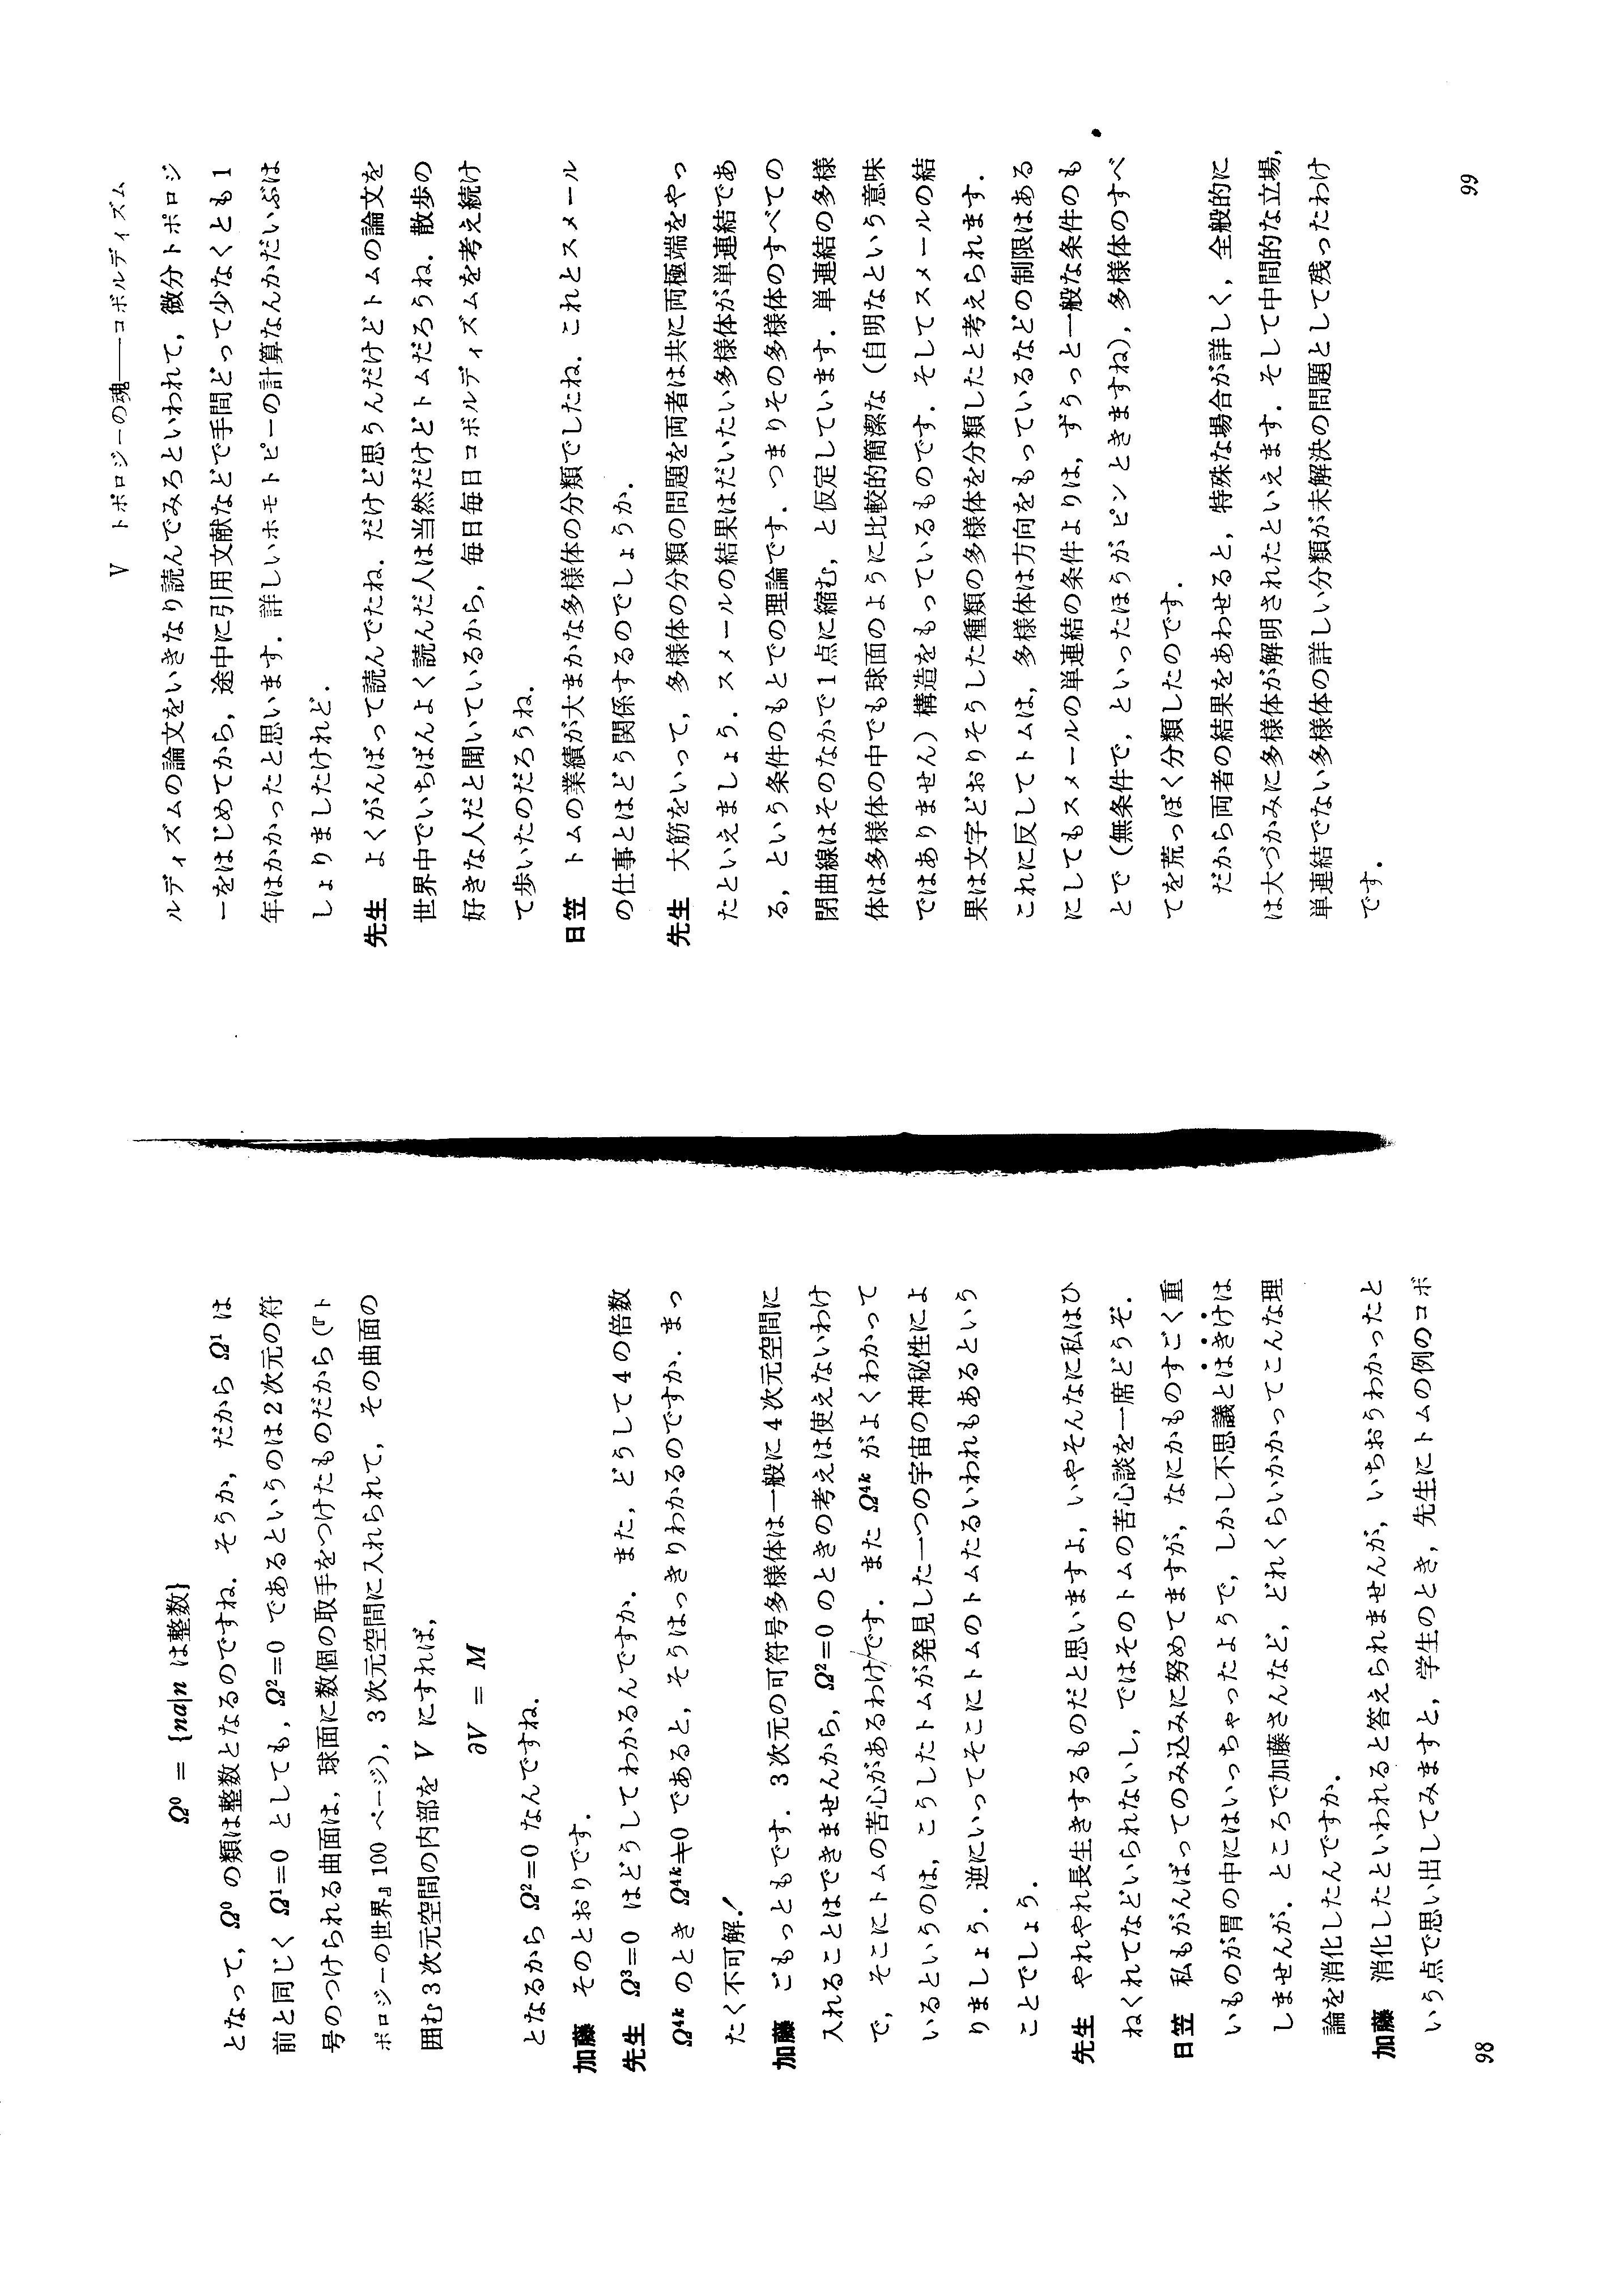 Ω⁰ = {na|n は整数}
となって，Ω⁰ の類は整数となるのですね．そうか，だから Ω¹ は
前と同じく Ω¹=0 としても，Ω²=0 であるというのは2次元の符
号のつけられる曲面は，球面に数個の取手をつけたものだから(『ト
ポロジーの世界』100 ページ)，3次元空間に入れられて，その曲面の
囲む3次元空間の内部を V にすれば，
∂V = M
となるから Ω²=0 なんですね．
加藤 そのとおりです．
先生 Ω³=0 はどうしてわかるんですか．また，どうして4の倍数
Ω⁴ᵏ のとき Ω⁴ᵏ≠0 であると，そうはっきりわかるのですか．まっ
たく不可解！
加藤 ごもっともです．3次元の可符号多様体は一般に4次元空間に
入れることはできませんから，Ω²=0 のときの考えは使えないわけ
で，そこにトムの苦心があるわけです．また Ω⁴ᵏ がよくわかって
いるというのは，こうしたトムが発見した一つの宇宙の神秘性によ
りましょう．逆にいってそこにトムのトムたるいわれもあるという
ことでしょう．
先生 やれやれ長生きするものだと思いますよ，いやそんなに私はひ
ねくれてなどいられないし，ではそのトムの苦心談を一席どうぞ．
日笠 私もがんばってのみ込みに努めてますが，なにかものすごく重
いものが胃の中にはいっちゃったようで，しかし不思議とはきけは
しませんが．ところで加藤さんなど，どれくらいかかってこんな理
論を消化したんですか．
加藤 消化したといわれると答えられませんが，いちおうわかったと
いう点で思い出してみますと，学生のとき，先生にトムの例のコボ
98
V トポロジーの魂——コボルディズム
ルディズムの論文をいきなり読んでみろといわれて，微分トポロジ
ーをはじめてから，途中に引用文献などで手間どって少なくとも1
年はかかったと思います．詳しいホモトピーの計算なんかだいぶは
しょりましたけれど．
先生 よくがんばって読んでたね．だけど思うんだけどトムの論文を
世界中でいちばんよく読んだ人は当然だけどトムだろうね．散歩の
好きな人だと聞いているから，毎日毎日コボルディズムを考え続け
て歩いたのだろうね．
日笠 トムの業績が大まかな多様体の分類でしたね．これとスメール
の仕事とはどう関係するのでしょうか．
先生 大筋をいって，多様体の分類の問題を両者は共に両極端をやっ
たといえましょう．スメールの結果はだいたい多様体が単連結であ
る，という条件のもとでの理論です．つまりその多様体のすべての
閉曲線はそのなかで1点に縮む，と仮定しています．単連結の多様
体は多様体の中でも球面のように比較的簡潔な（自明なという意味
ではありません）構造をもっているものです．そしてスメールの結
果は文字どおりそうした種類の多様体を分類したと考えられます．
これに反してトムは，多様体は方向をもっているなどの制限はある
にしてもスメールの単連結の条件よりは，ずうっと一般な条件のも
とで（無条件で，といったほうがピンときますね），多様体のすべ
てを荒っぽく分類したのです．
だから両者の結果をあわせると，特殊な場合が詳しく，全般的に
は大づかみに多様体が解明されたといえます．そして中間的な立場，
単連結でない多様体の詳しい分類が未解決の問題として残ったわけ
です．
99